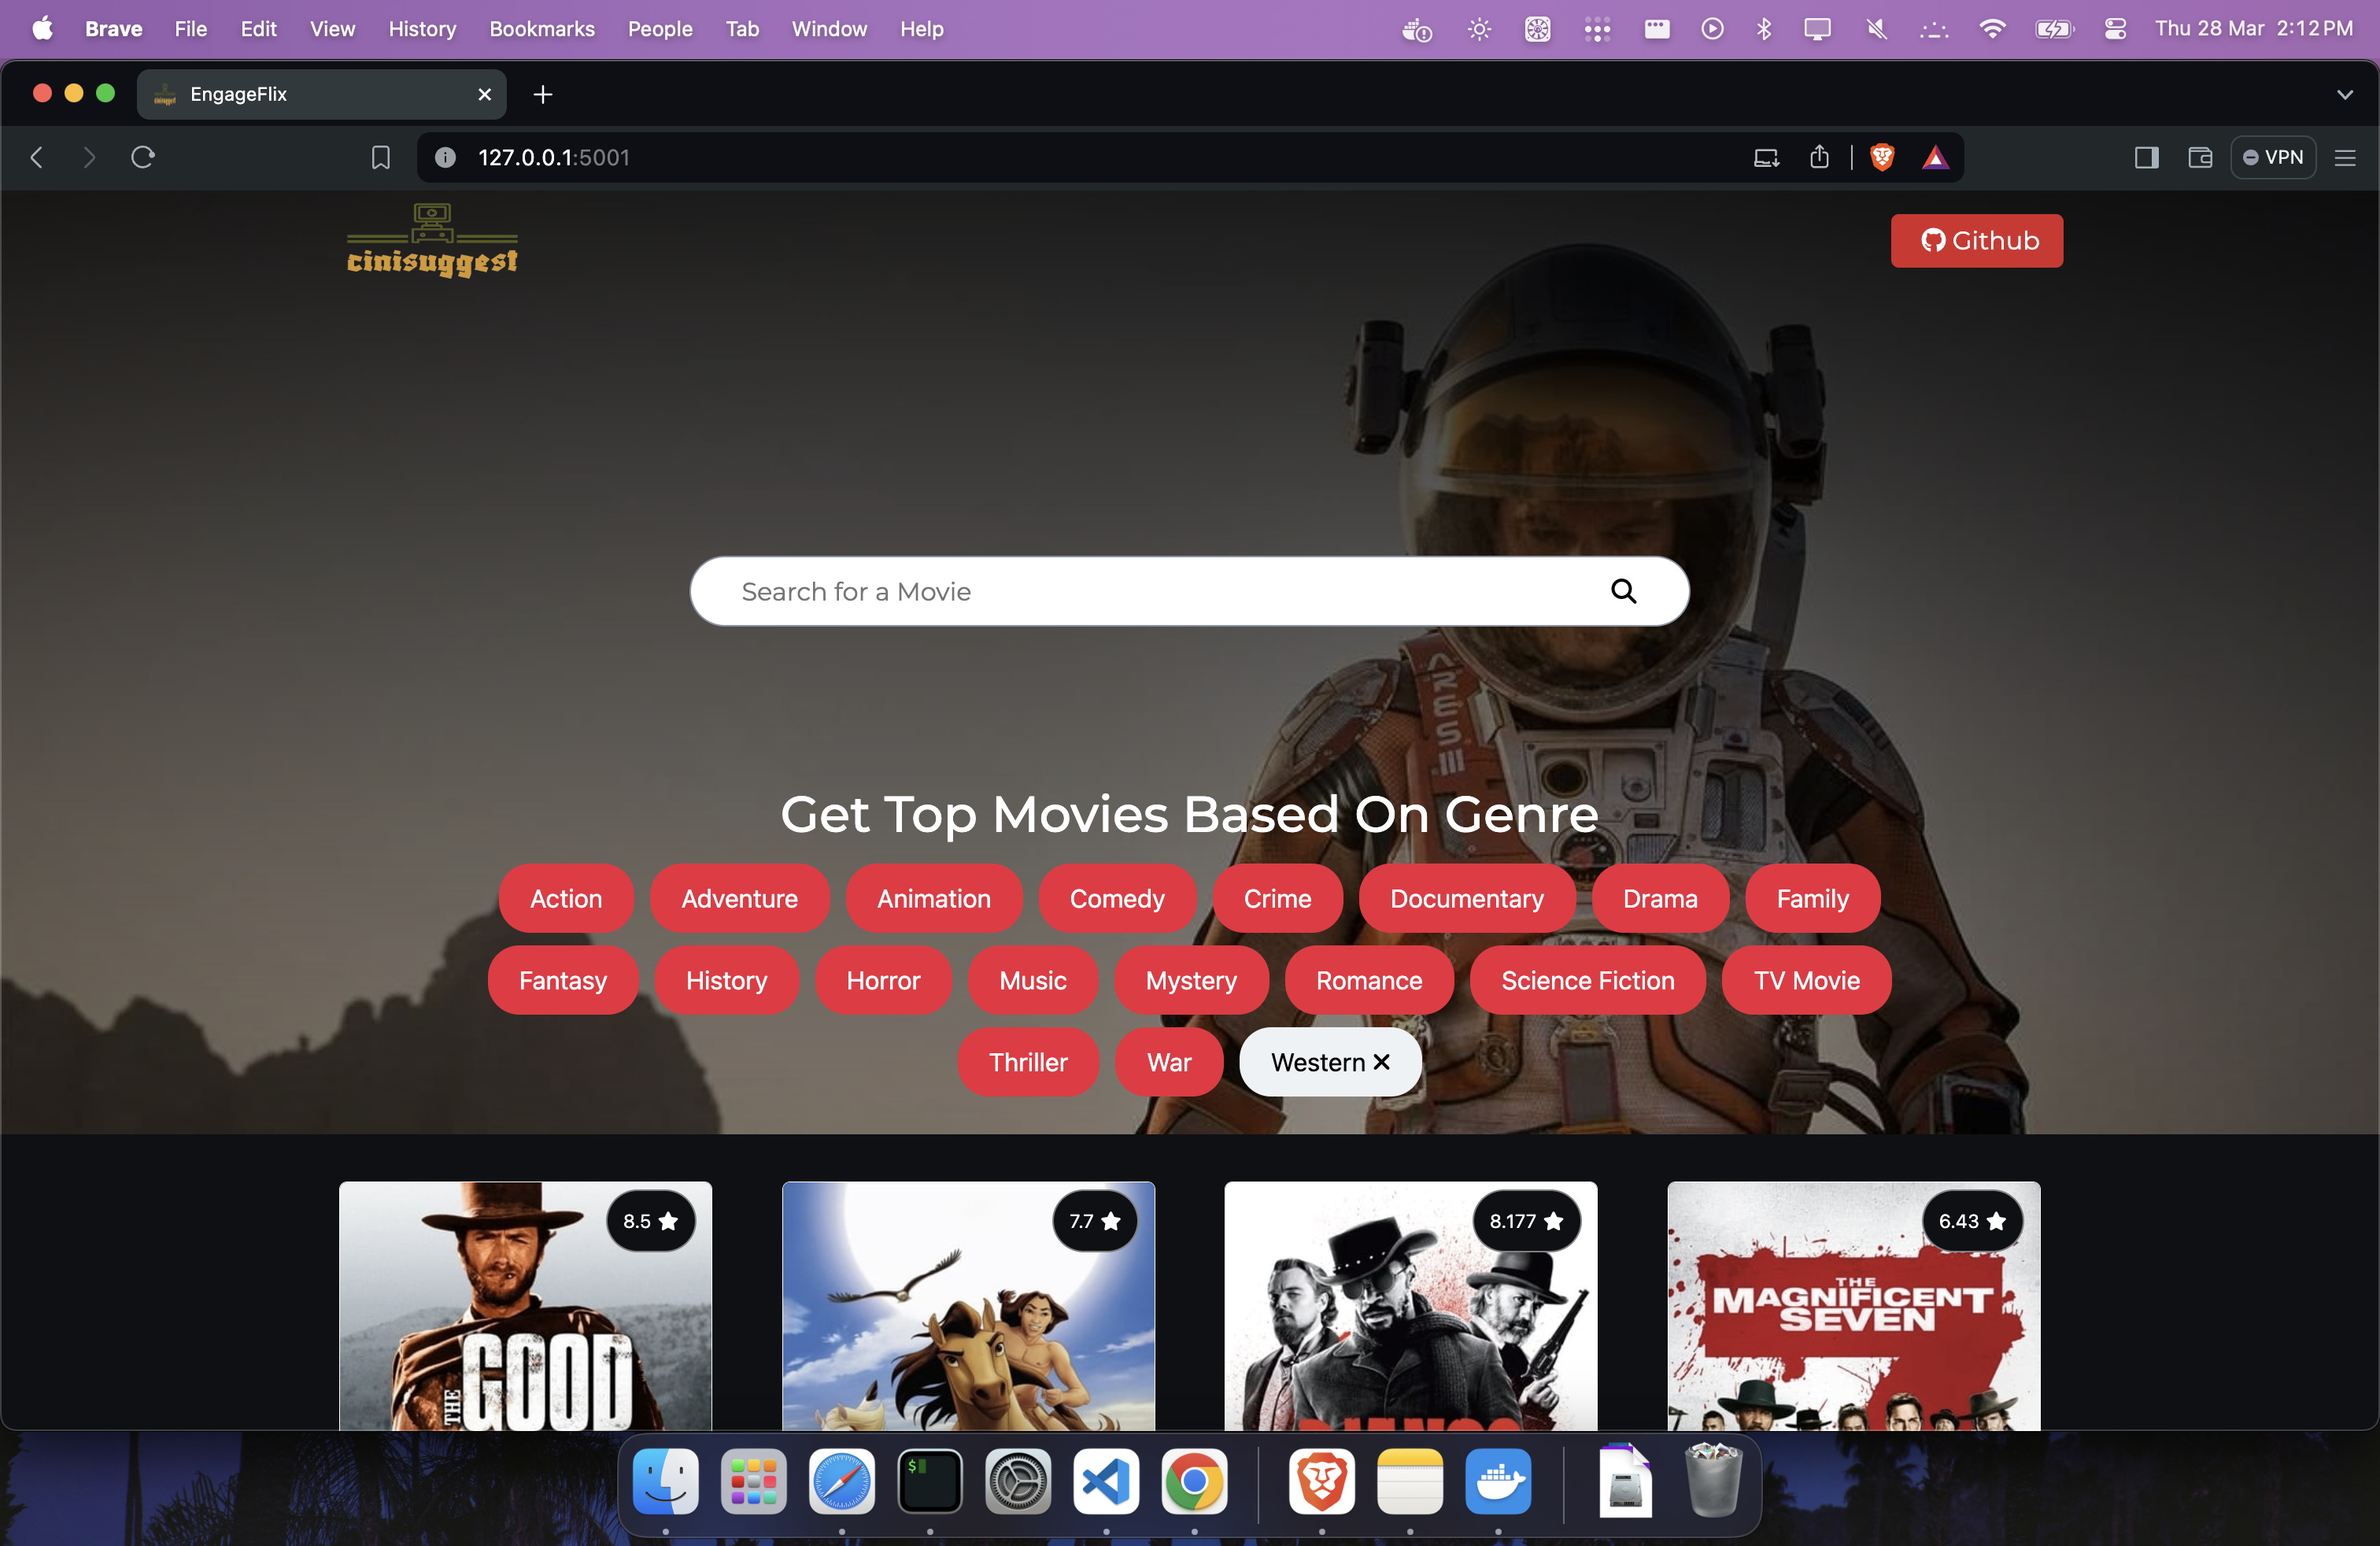 Brave File Edit View History Bookmarks People Tab Window Help Thu 28 Mar 2:12 PM
EngageFlix
127.0.0.1:5001 VPN
cinisuggest
Github
Search for a Movie
ARES III
Get Top Movies Based On Genre
Action Adventure Animation Comedy Crime Documentary Drama Family
Fantasy History Horror Music Mystery Romance Science Fiction TV Movie
Thriller War Western
8.5 7.7 8.177 6.43
THE
MAGNIFICENT
SEVEN
THE GOOD
DJANGO
$